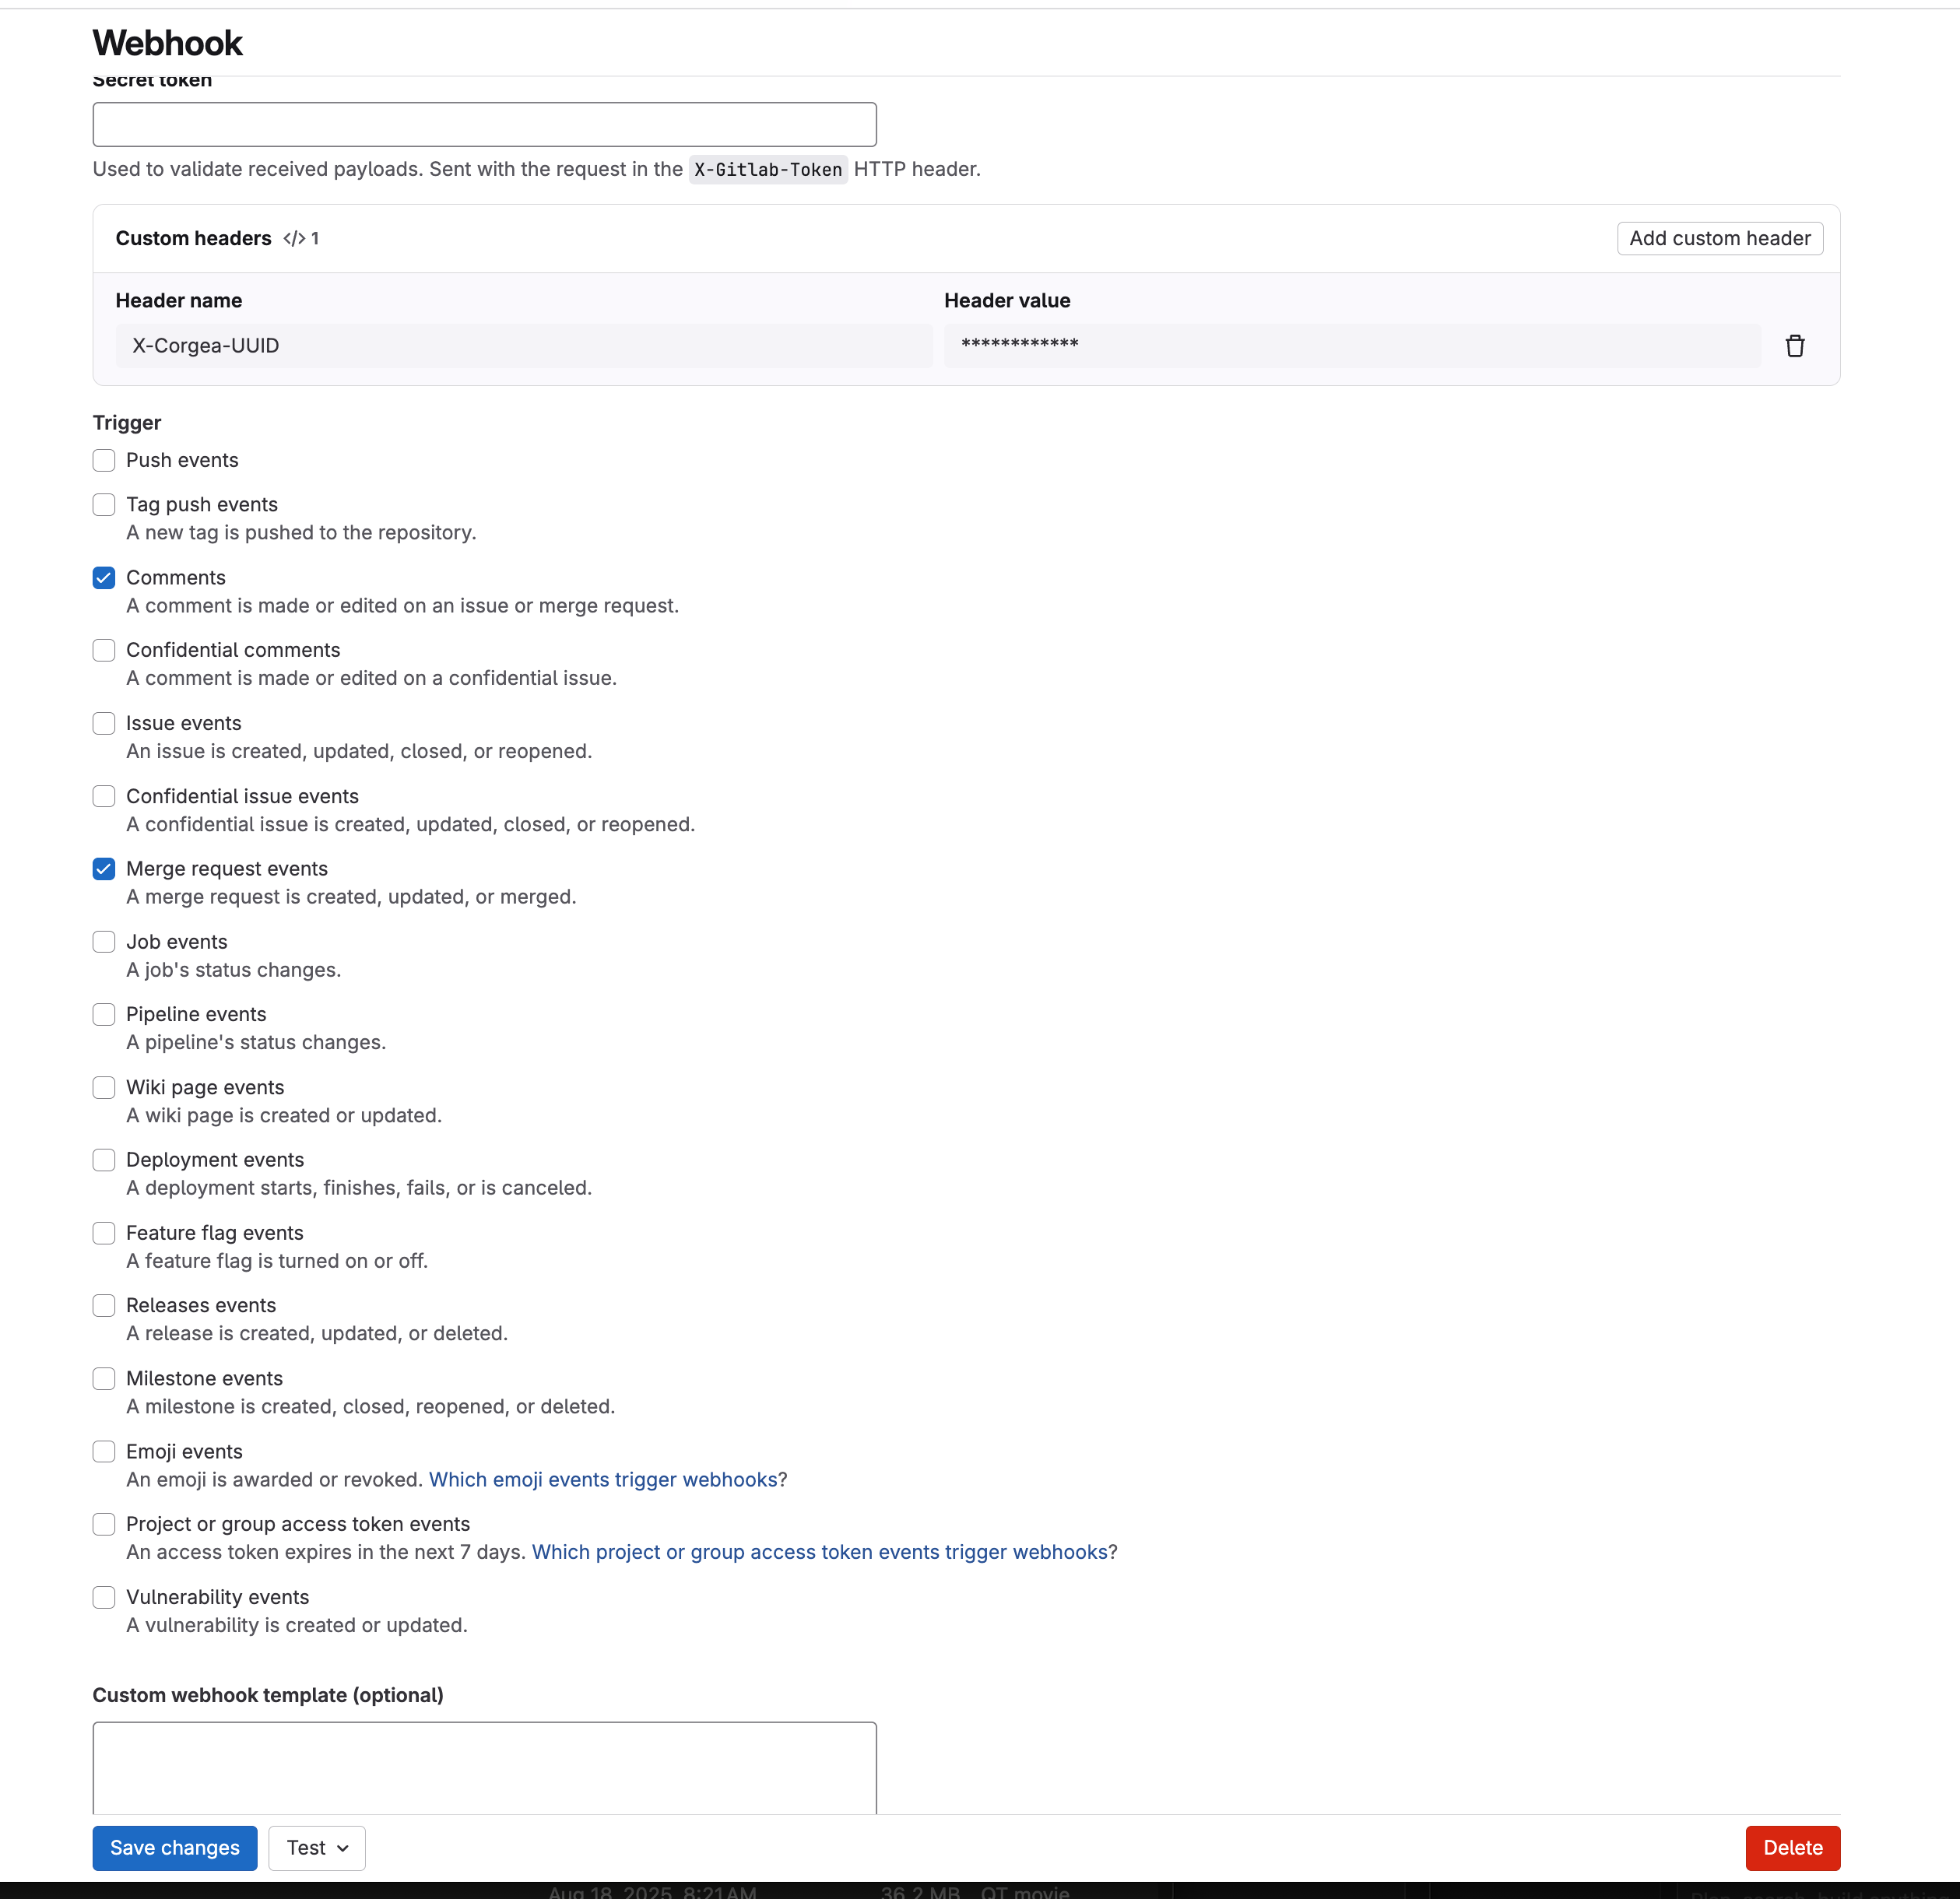 Webhook
Secret token
Used to validate received payloads. Sent with the request in the X-Gitlab-Token HTTP header.
Custom headers </> 1
Add custom header
Header name
Header value
X-Corgea-UUID
************
Trigger
Push events
Tag push events
A new tag is pushed to the repository.
Comments
A comment is made or edited on an issue or merge request.
Confidential comments
A comment is made or edited on a confidential issue.
Issue events
An issue is created, updated, closed, or reopened.
Confidential issue events
A confidential issue is created, updated, closed, or reopened.
Merge request events
A merge request is created, updated, or merged.
Job events
A job's status changes.
Pipeline events
A pipeline's status changes.
Wiki page events
A wiki page is created or updated.
Deployment events
A deployment starts, finishes, fails, or is canceled.
Feature flag events
A feature flag is turned on or off.
Releases events
A release is created, updated, or deleted.
Milestone events
A milestone is created, closed, reopened, or deleted.
Emoji events
An emoji is awarded or revoked. Which emoji events trigger webhooks?
Project or group access token events
An access token expires in the next 7 days. Which project or group access token events trigger webhooks?
Vulnerability events
A vulnerability is created or updated.
Custom webhook template (optional)
Save changes
Test
Delete
Aug 18, 2025, 8:21 AM
36.2 MB
QT movie